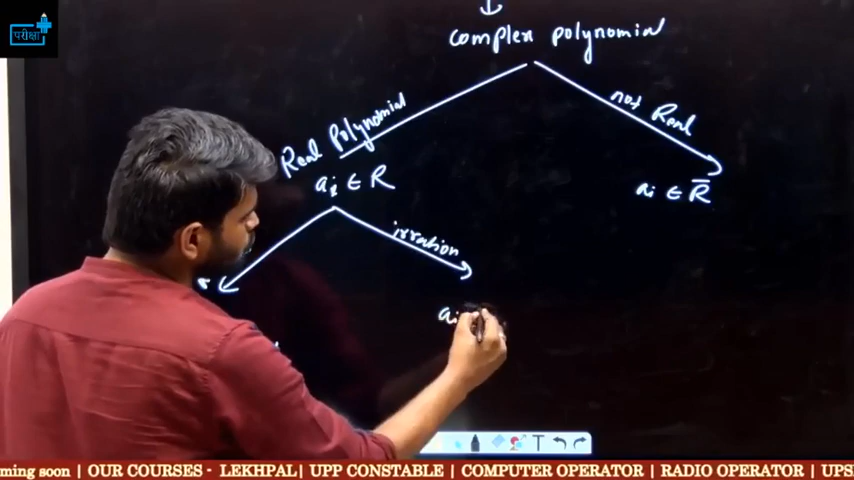 परीक्षा
complex polynomial
Real Polynomial
not Real
ai ∈ R
ai ∈ R̅
irration
r
ai
ming soon | OUR COURSES - LEKHPAL| UPP CONSTABLE | COMPUTER OPERATOR | RADIO OPERATOR | UPS
T